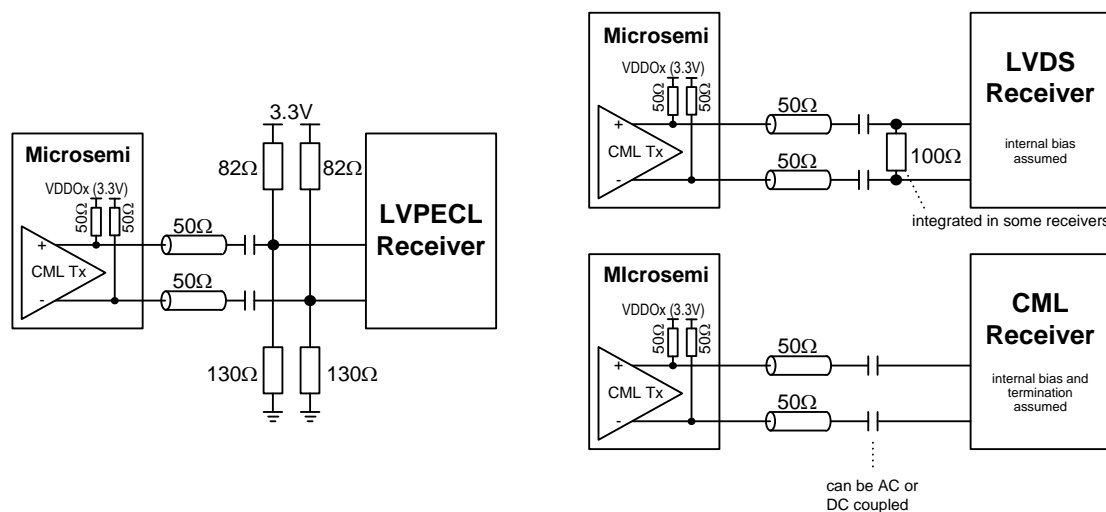 Microsemi
VDDOx (3.3V)
50Ω
50Ω
+
CML Tx
-
50Ω
50Ω
3.3V
82Ω
82Ω
130Ω
130Ω
LVPECL
Receiver
Microsemi
VDDOx (3.3V)
50Ω
50Ω
+
CML Tx
-
50Ω
50Ω
100Ω
LVDS
Receiver
internal bias
assumed
integrated in some receivers
MIcrosemi
VDDOx (3.3V)
50Ω
50Ω
+
CML Tx
-
50Ω
50Ω
CML
Receiver
internal bias and
termination
assumed
can be AC or
DC coupled